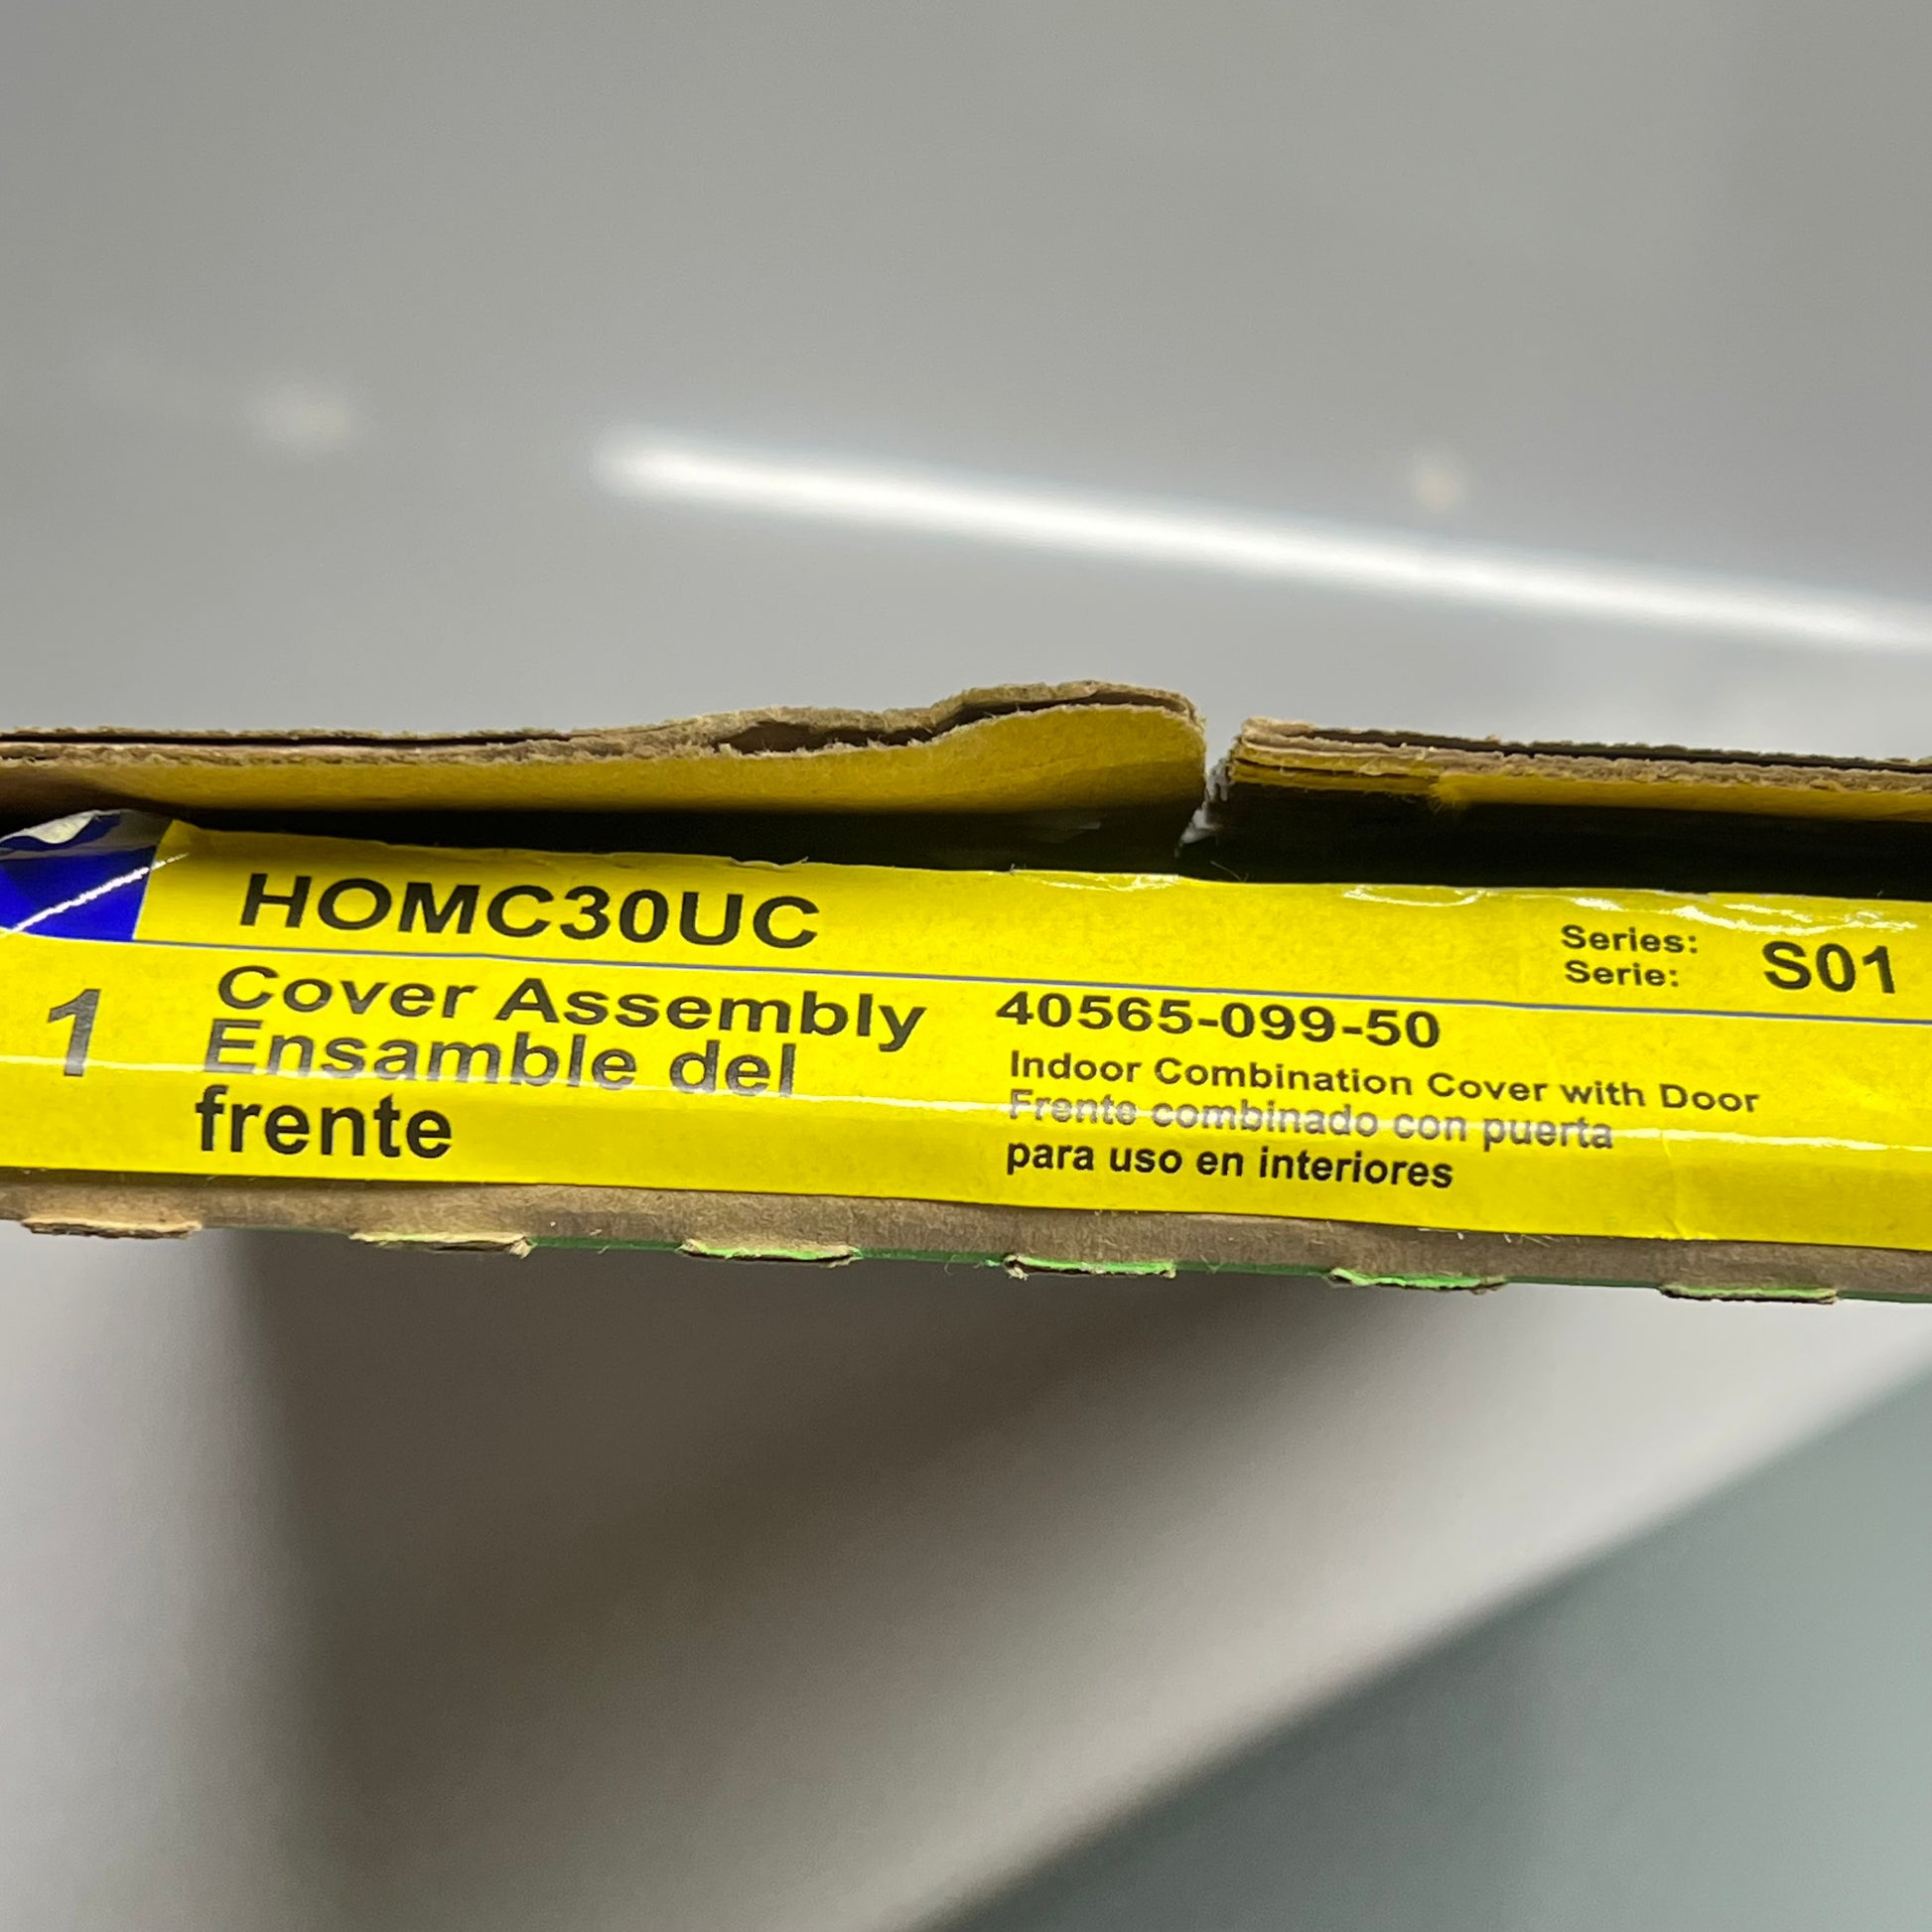 HOMC30UC
Series:
Serie:
S01
1
Cover Assembly
Ensamble del
frente
40565-099-50
Indoor Combination Cover with Door
Frente combinado con puerta
para uso en interiores